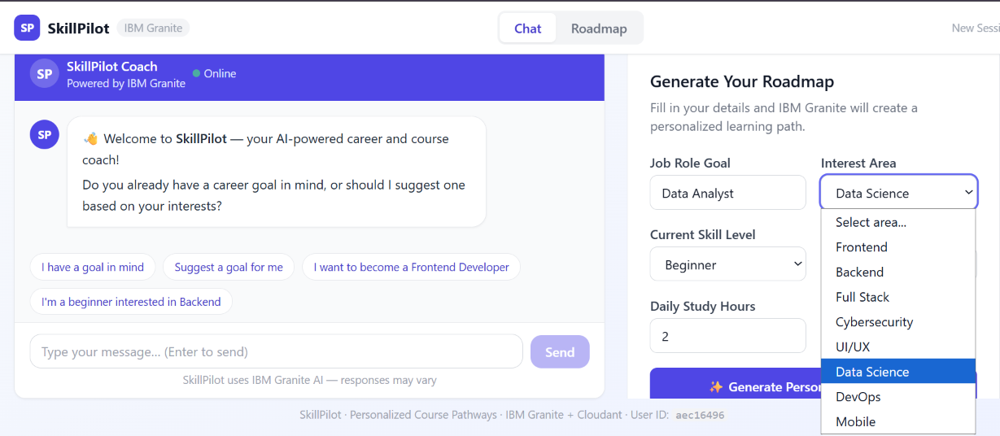 SP SkillPilot IBM Granite
Chat Roadmap
SP
SkillPilot Coach
Powered by IBM Granite
Online
SP
👋 Welcome to SkillPilot — your AI-powered career and course
coach!
Do you already have a career goal in mind, or should I suggest one
based on your interests?
I have a goal in mind
Suggest a goal for me
I want to become a Frontend Developer
I'm a beginner interested in Backend
Type your message... (Enter to send)
Send
SkillPilot uses IBM Granite AI — responses may vary
Generate Your Roadmap
Fill in your details and IBM Granite will create a
personalized learning path.
Job Role Goal
Data Analyst
Interest Area
Data Science
Select area...
Frontend
Backend
Full Stack
Cybersecurity
UI/UX
Data Science
DevOps
Mobile
Current Skill Level
Beginner
Daily Study Hours
2
✨ Generate
SkillPilot · Personalized Course Pathways · IBM Granite + Cloudant · User ID: aec16496
New